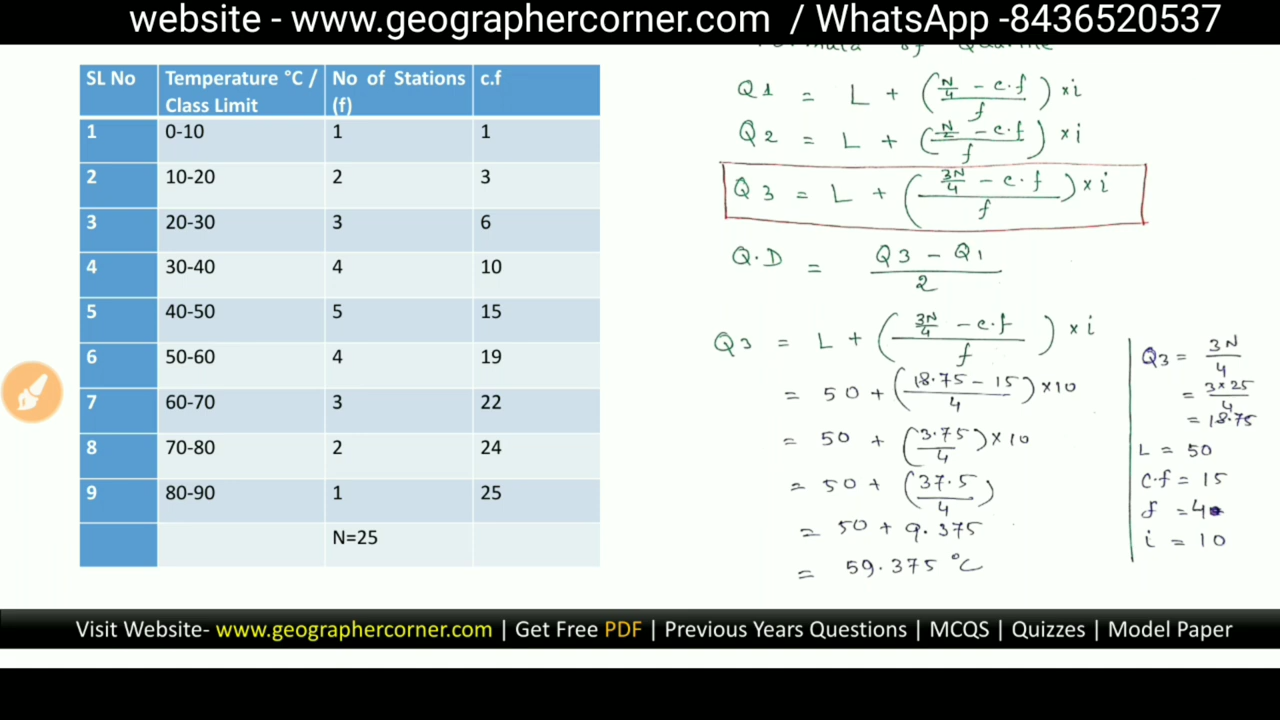 website - www.geographercorner.com / WhatsApp -8436520537
SL No | Temperature °C / Class Limit | No of Stations (f) | c.f
1 | 0-10 | 1 | 1
2 | 10-20 | 2 | 3
3 | 20-30 | 3 | 6
4 | 30-40 | 4 | 10
5 | 40-50 | 5 | 15
6 | 50-60 | 4 | 19
7 | 60-70 | 3 | 22
8 | 70-80 | 2 | 24
9 | 80-90 | 1 | 25
N=25
Formula of Quartile
Q1 = L + ((N/4 - c.f)/f) × i
Q2 = L + ((N/2 - c.f)/f) × i
Q3 = L + ((3N/4 - c.f)/f) × i
Q.D = (Q3 - Q1)/2
Q3 = L + ((3N/4 - c.f)/f) × i
= 50 + ((18.75 - 15)/4) × 10
= 50 + (3.75/4) × 10
= 50 + (37.5/4)
= 50 + 9.375
= 59.375 °C
Q3 = 3N/4
= 3×25/4
= 18.75
L = 50
c.f = 15
f = 4
i = 10
Visit Website- www.geographercorner.com | Get Free PDF | Previous Years Questions | MCQS | Quizzes | Model Paper